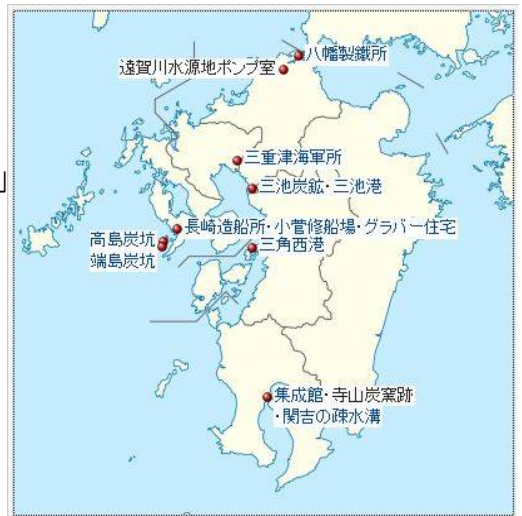 八幡製鐵所
遠賀川水源地ポンプ室
三重津海軍所
三池炭鉱・三池港
長崎造船所・小菅修船場・グラバー住宅
高島炭坑
三角西港
端島炭坑
集成館・寺山炭窯跡
・関吉の疎水溝
」